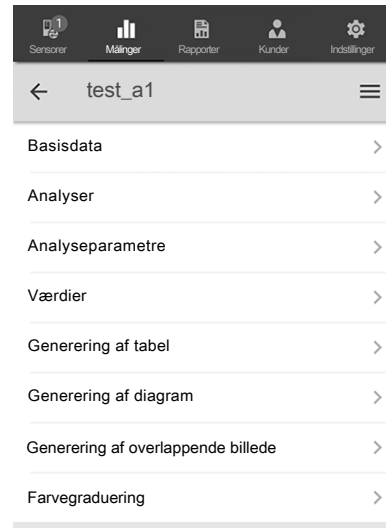 1
Sensorer Målinger Rapporter Kunder Indstillinger
test_a1
Basisdata
Analyser
Analyseparametre
Værdier
Generering af tabel
Generering af diagram
Generering af overlappende billede
Farvegraduering